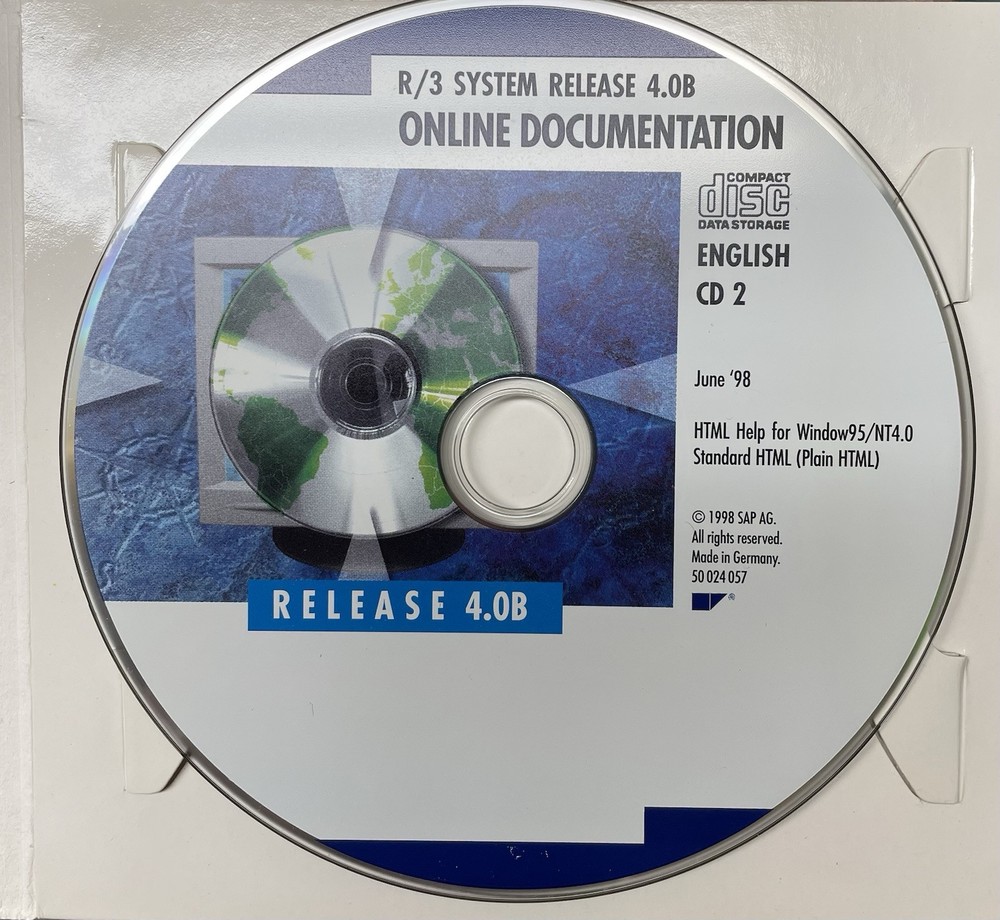 R/3 SYSTEM RELEASE 4.0B
ONLINE DOCUMENTATION
COMPACT
disc
DATA STORAGE
ENGLISH
CD 2
June '98
HTML Help for Window95/NT4.0
Standard HTML (Plain HTML)
© 1998 SAP AG.
All rights reserved.
Made in Germany.
50 024 057
®
RELEASE 4.0B